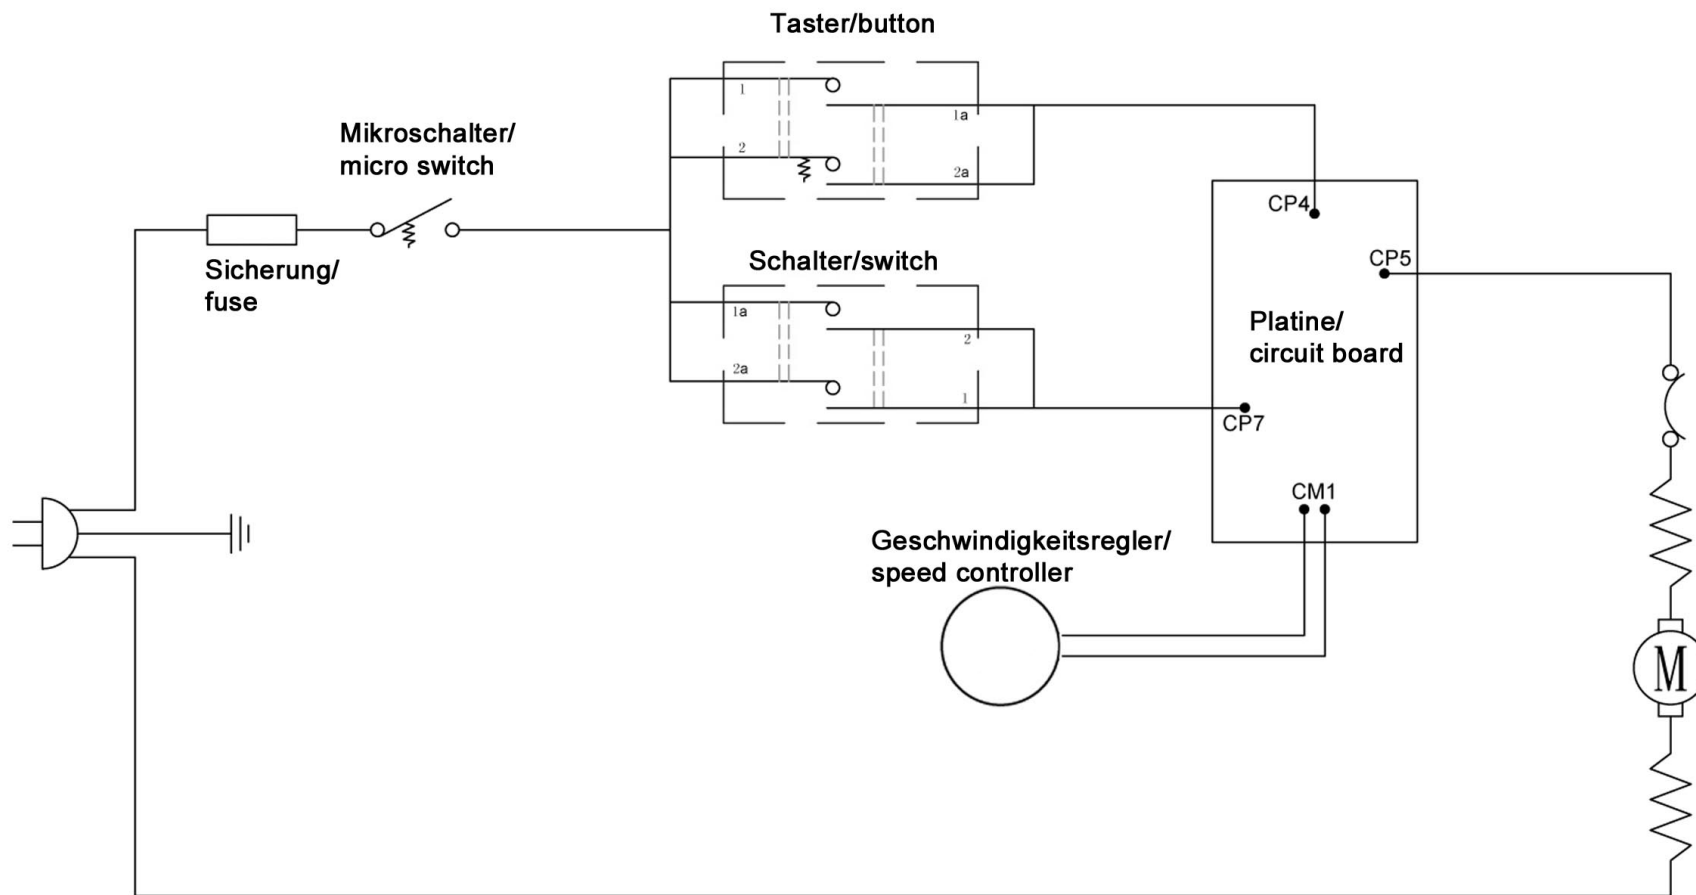 Taster/button
1
1a
2
2a
Mikroschalter/
micro switch
Sicherung/
fuse
Schalter/switch
1a
2
2a
1
CP4
CP5
Platine/
circuit board
CP7
CM1
Geschwindigkeitsregler/
speed controller
M